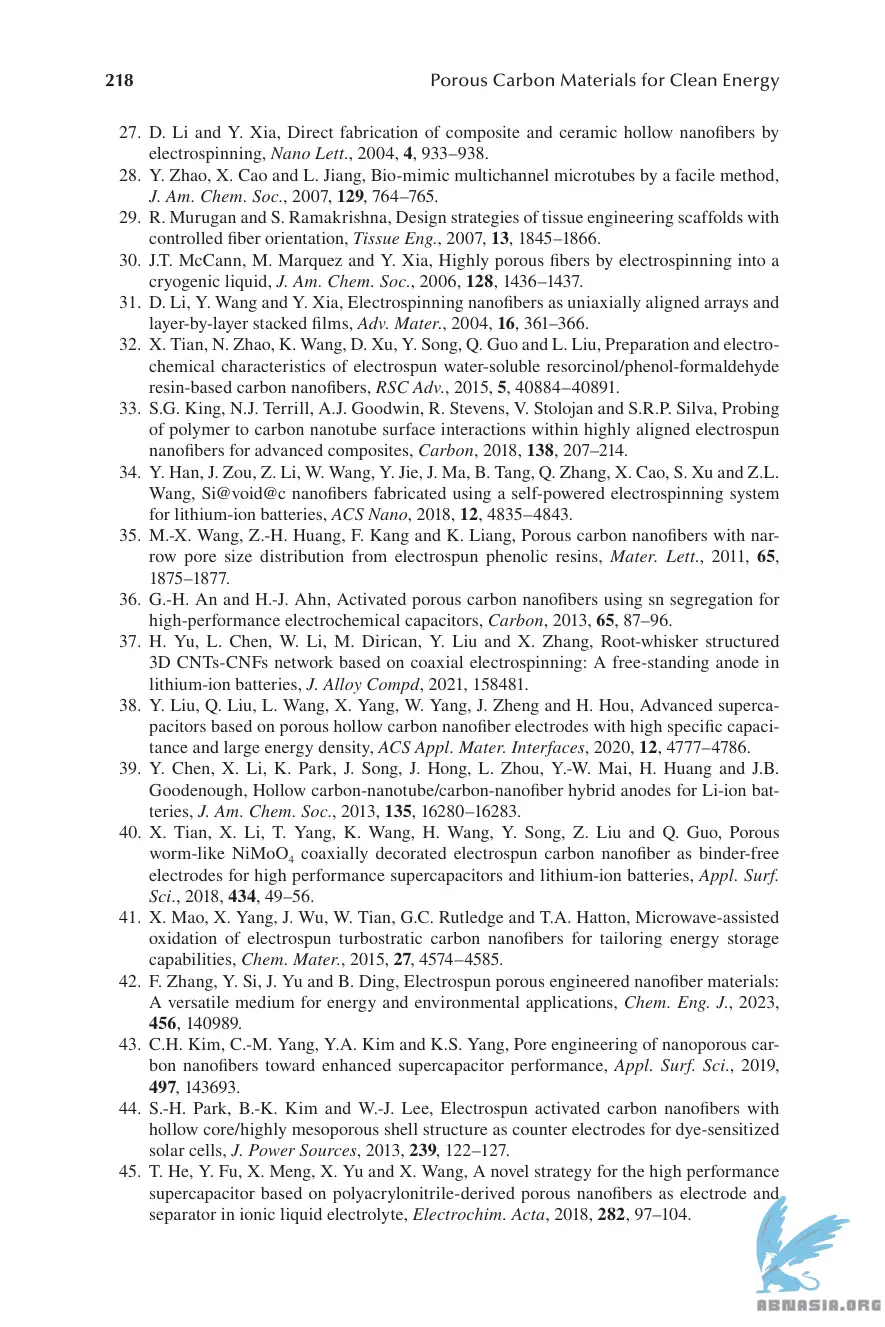 218
Porous Carbon Materials for Clean Energy
27. D. Li and Y. Xia, Direct fabrication of composite and ceramic hollow nanofibers by
electrospinning, Nano Lett., 2004, 4, 933–938.
28. Y. Zhao, X. Cao and L. Jiang, Bio-mimic multichannel microtubes by a facile method,
J. Am. Chem. Soc., 2007, 129, 764–765.
29. R. Murugan and S. Ramakrishna, Design strategies of tissue engineering scaffolds with
controlled fiber orientation, Tissue Eng., 2007, 13, 1845–1866.
30. J.T. McCann, M. Marquez and Y. Xia, Highly porous fibers by electrospinning into a
cryogenic liquid, J. Am. Chem. Soc., 2006, 128, 1436–1437.
31. D. Li, Y. Wang and Y. Xia, Electrospinning nanofibers as uniaxially aligned arrays and
layer-by-layer stacked films, Adv. Mater., 2004, 16, 361–366.
32. X. Tian, N. Zhao, K. Wang, D. Xu, Y. Song, Q. Guo and L. Liu, Preparation and electro-
chemical characteristics of electrospun water-soluble resorcinol/phenol-formaldehyde
resin-based carbon nanofibers, RSC Adv., 2015, 5, 40884–40891.
33. S.G. King, N.J. Terrill, A.J. Goodwin, R. Stevens, V. Stolojan and S.R.P. Silva, Probing
of polymer to carbon nanotube surface interactions within highly aligned electrospun
nanofibers for advanced composites, Carbon, 2018, 138, 207–214.
34. Y. Han, J. Zou, Z. Li, W. Wang, Y. Jie, J. Ma, B. Tang, Q. Zhang, X. Cao, S. Xu and Z.L.
Wang, Si@void@c nanofibers fabricated using a self-powered electrospinning system
for lithium-ion batteries, ACS Nano, 2018, 12, 4835–4843.
35. M.-X. Wang, Z.-H. Huang, F. Kang and K. Liang, Porous carbon nanofibers with nar-
row pore size distribution from electrospun phenolic resins, Mater. Lett., 2011, 65,
1875–1877.
36. G.-H. An and H.-J. Ahn, Activated porous carbon nanofibers using sn segregation for
high-performance electrochemical capacitors, Carbon, 2013, 65, 87–96.
37. H. Yu, L. Chen, W. Li, M. Dirican, Y. Liu and X. Zhang, Root-whisker structured
3D CNTs-CNFs network based on coaxial electrospinning: A free-standing anode in
lithium-ion batteries, J. Alloy Compd, 2021, 158481.
38. Y. Liu, Q. Liu, L. Wang, X. Yang, W. Yang, J. Zheng and H. Hou, Advanced superca-
pacitors based on porous hollow carbon nanofiber electrodes with high specific capaci-
tance and large energy density, ACS Appl. Mater. Interfaces, 2020, 12, 4777–4786.
39. Y. Chen, X. Li, K. Park, J. Song, J. Hong, L. Zhou, Y.-W. Mai, H. Huang and J.B.
Goodenough, Hollow carbon-nanotube/carbon-nanofiber hybrid anodes for Li-ion bat-
teries, J. Am. Chem. Soc., 2013, 135, 16280–16283.
40. X. Tian, X. Li, T. Yang, K. Wang, H. Wang, Y. Song, Z. Liu and Q. Guo, Porous
worm-like NiMoO₄ coaxially decorated electrospun carbon nanofiber as binder-free
electrodes for high performance supercapacitors and lithium-ion batteries, Appl. Surf.
Sci., 2018, 434, 49–56.
41. X. Mao, X. Yang, J. Wu, W. Tian, G.C. Rutledge and T.A. Hatton, Microwave-assisted
oxidation of electrospun turbostratic carbon nanofibers for tailoring energy storage
capabilities, Chem. Mater., 2015, 27, 4574–4585.
42. F. Zhang, Y. Si, J. Yu and B. Ding, Electrospun porous engineered nanofiber materials:
A versatile medium for energy and environmental applications, Chem. Eng. J., 2023,
456, 140989.
43. C.H. Kim, C.-M. Yang, Y.A. Kim and K.S. Yang, Pore engineering of nanoporous car-
bon nanofibers toward enhanced supercapacitor performance, Appl. Surf. Sci., 2019,
497, 143693.
44. S.-H. Park, B.-K. Kim and W.-J. Lee, Electrospun activated carbon nanofibers with
hollow core/highly mesoporous shell structure as counter electrodes for dye-sensitized
solar cells, J. Power Sources, 2013, 239, 122–127.
45. T. He, Y. Fu, X. Meng, X. Yu and X. Wang, A novel strategy for the high performance
supercapacitor based on polyacrylonitrile-derived porous nanofibers as electrode and
separator in ionic liquid electrolyte, Electrochim. Acta, 2018, 282, 97–104.
ABNASIA.ORG